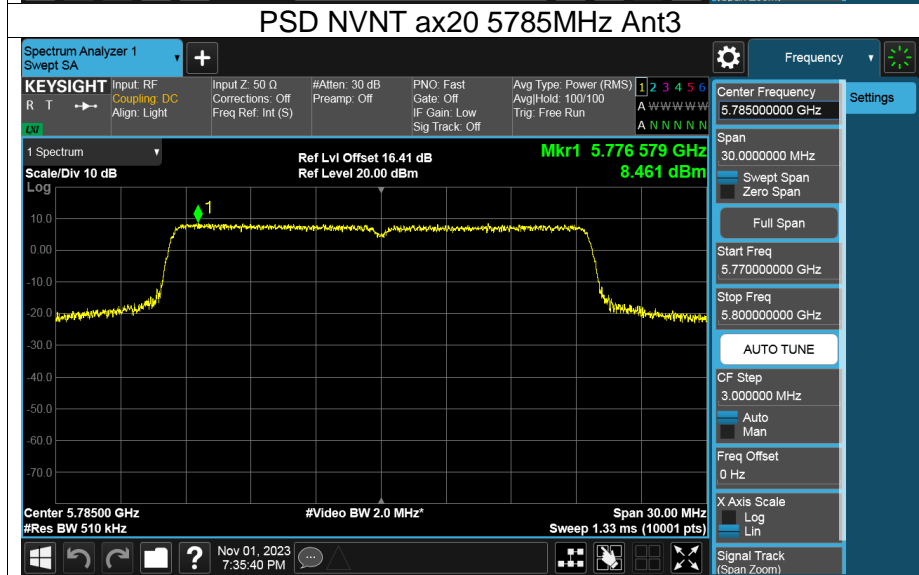 (Span Zoom)
PSD NVNT ax20 5785MHz Ant3
Spectrum Analyzer 1
Swept SA
+
Frequency
KEYSIGHT
R T
LXI
Input: RF
Coupling: DC
Align: Light
Input Z: 50 Ω
Corrections: Off
Freq Ref: Int (S)
#Atten: 30 dB
Preamp: Off
PNO: Fast
Gate: Off
IF Gain: Low
Sig Track: Off
Avg Type: Power (RMS)
Avg|Hold: 100/100
Trig: Free Run
1 2 3 4 5 6
A W W W W W
A N N N N N
1 Spectrum
Scale/Div 10 dB
Log
Ref Lvl Offset 16.41 dB
Ref Level 20.00 dBm
Mkr1 5.776 579 GHz
8.461 dBm
1
10.0
0.00
-10.0
-20.0
-30.0
-40.0
-50.0
-60.0
-70.0
Center 5.78500 GHz
#Res BW 510 kHz
#Video BW 2.0 MHz*
Span 30.00 MHz
Sweep 1.33 ms (10001 pts)
?
Nov 01, 2023
7:35:40 PM
Center Frequency
5.785000000 GHz
Settings
Span
30.0000000 MHz
Swept Span
Zero Span
Full Span
Start Freq
5.770000000 GHz
Stop Freq
5.800000000 GHz
AUTO TUNE
CF Step
3.000000 MHz
Auto
Man
Freq Offset
0 Hz
X Axis Scale
Log
Lin
Signal Track
(Span Zoom)